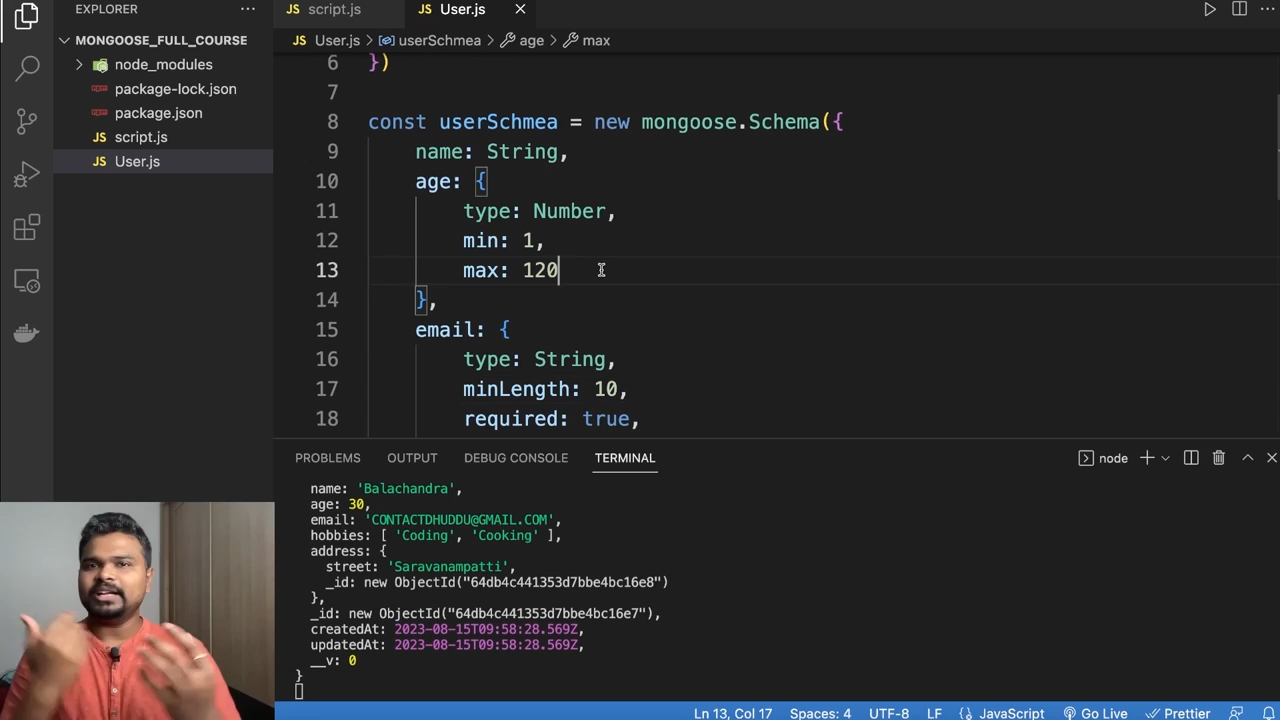 EXPLORER
MONGOOSE_FULL_COURSE
node_modules
package-lock.json
package.json
JS script.js
JS User.js
JS script.js
JS User.js
JS User.js > userSchmea > age > max
6 })
7
8 const userSchmea = new mongoose.Schema({
9 name: String,
10 age: {
11 type: Number,
12 min: 1,
13 max: 120
14 },
15 email: {
16 type: String,
17 minLength: 10,
18 required: true,
PROBLEMS OUTPUT DEBUG CONSOLE TERMINAL
node
name: 'Balachandra',
age: 30,
email: 'CONTACTDHUDDU@GMAIL.COM',
hobbies: [ 'Coding', 'Cooking' ],
address: {
street: 'Saravanampatti',
_id: new ObjectId("64db4c441353d7bbe4bc16e8")
},
_id: new ObjectId("64db4c441353d7bbe4bc16e7"),
createdAt: 2023-08-15T09:58:28.569Z,
updatedAt: 2023-08-15T09:58:28.569Z,
__v: 0
}
Ln 13, Col 17 Spaces: 4 UTF-8 LF {} JavaScript Go Live Prettier